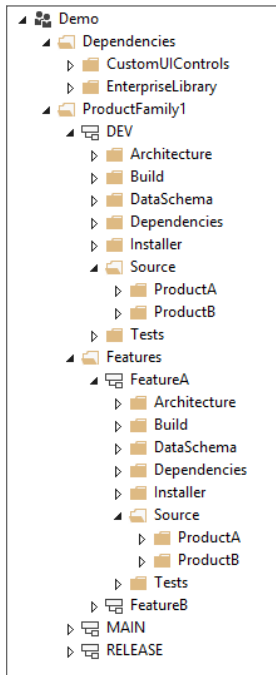 Demo
Dependencies
CustomUIControls
EnterpriseLibrary
ProductFamily1
DEV
Architecture
Build
DataSchema
Dependencies
Installer
Source
ProductA
ProductB
Tests
Features
FeatureA
Architecture
Build
DataSchema
Dependencies
Installer
Source
ProductA
ProductB
Tests
FeatureB
MAIN
RELEASE